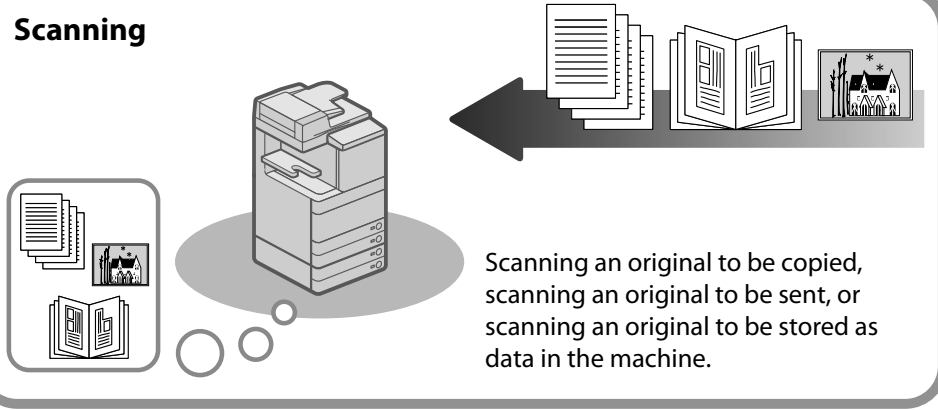 Scanning
Scanning an original to be copied,
scanning an original to be sent, or
scanning an original to be stored as
data in the machine.